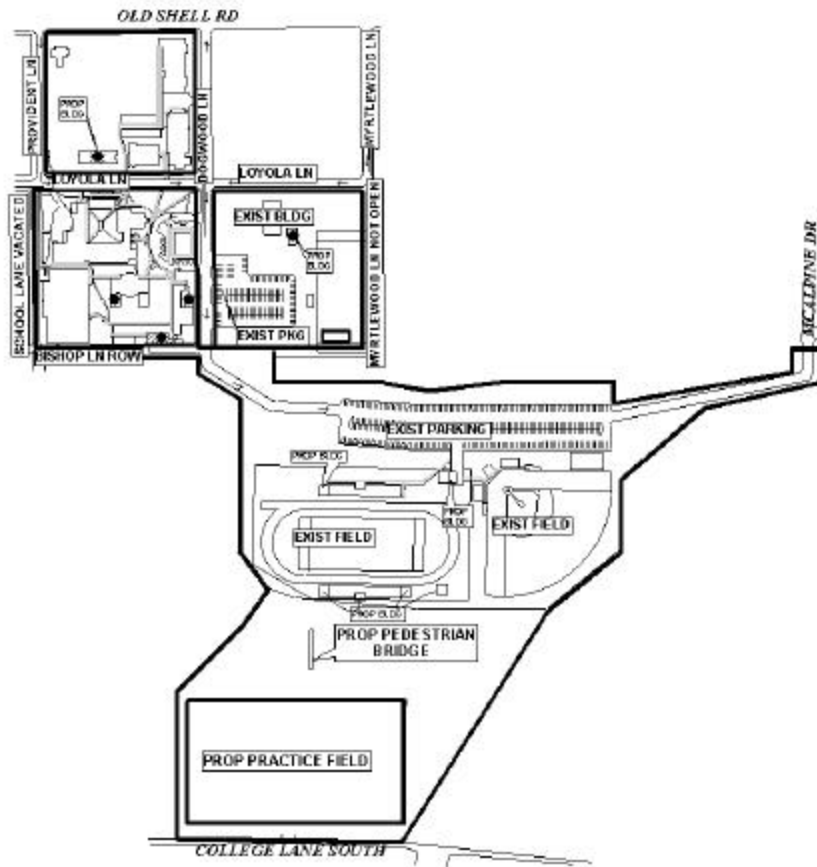 OLD SHELL RD
PROVIDENT LN
PROP
BLDG
DOGWOOD LN
MYRTLEWOOD LN
LOYOLA LN
LOYOLA LN
SCHOOL LANE VACATED
EXIST BLDG
PROP
BLDG
MYRTLEWOOD LN NOT OPEN
EXIST PKG
BISHOP LN ROW
MCALPINE DR
EXIST PARKING
PROP BLDG
PROP
BLDG
EXIST FIELD
EXIST FIELD
PROP BLDG
PROP PEDESTRIAN
BRIDGE
PROP PRACTICE FIELD
COLLEGE LANE SOUTH